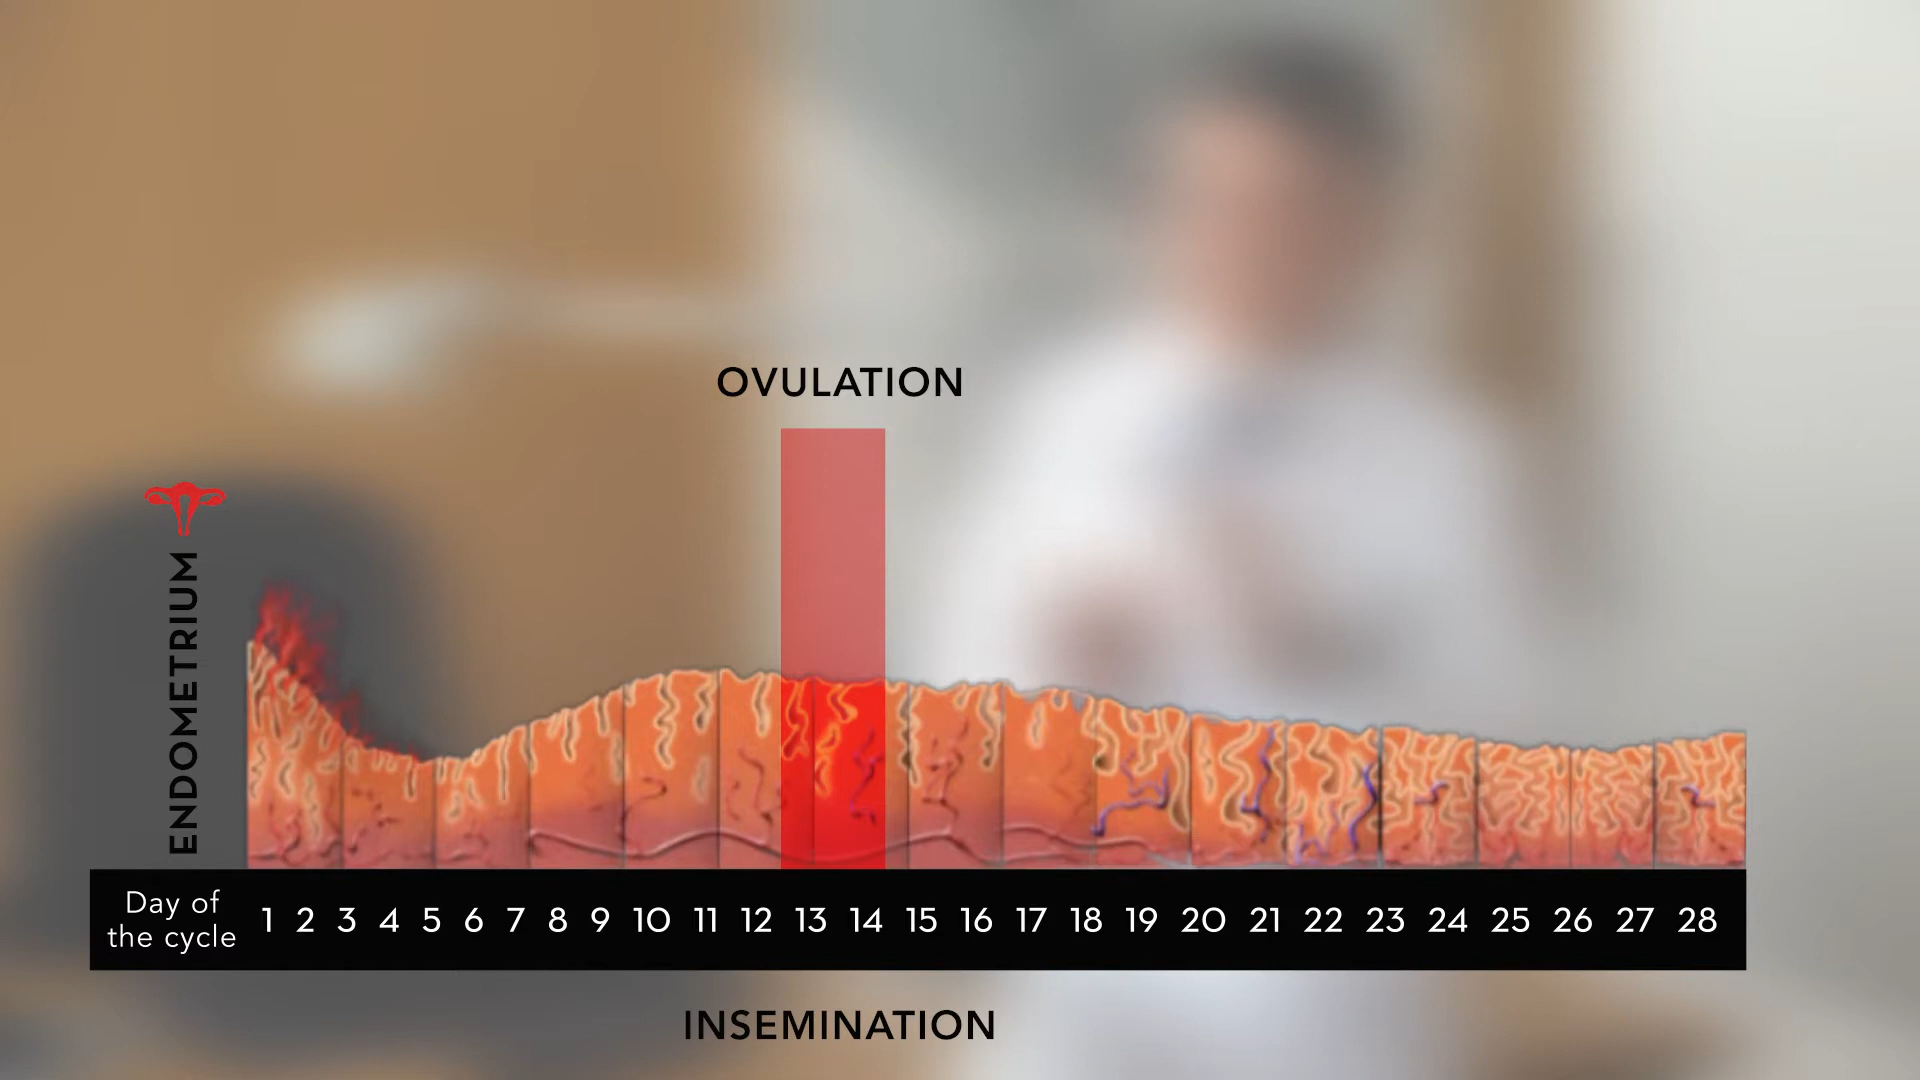 OVULATION
ENDOMETRIUM
Day of
the cycle
1 2 3 4 5 6 7 8 9 10 11 12 13 14 15 16 17 18 19 20 21 22 23 24 25 26 27 28
INSEMINATION